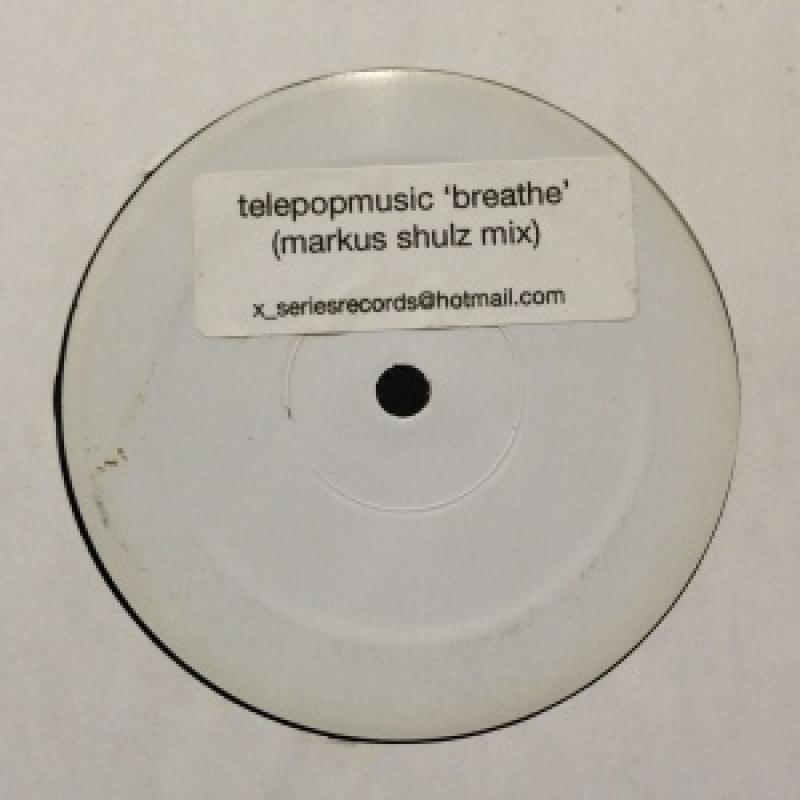 telepopmusic ‘breathe’
(markus shulz mix)
x_seriesrecords@hotmail.com